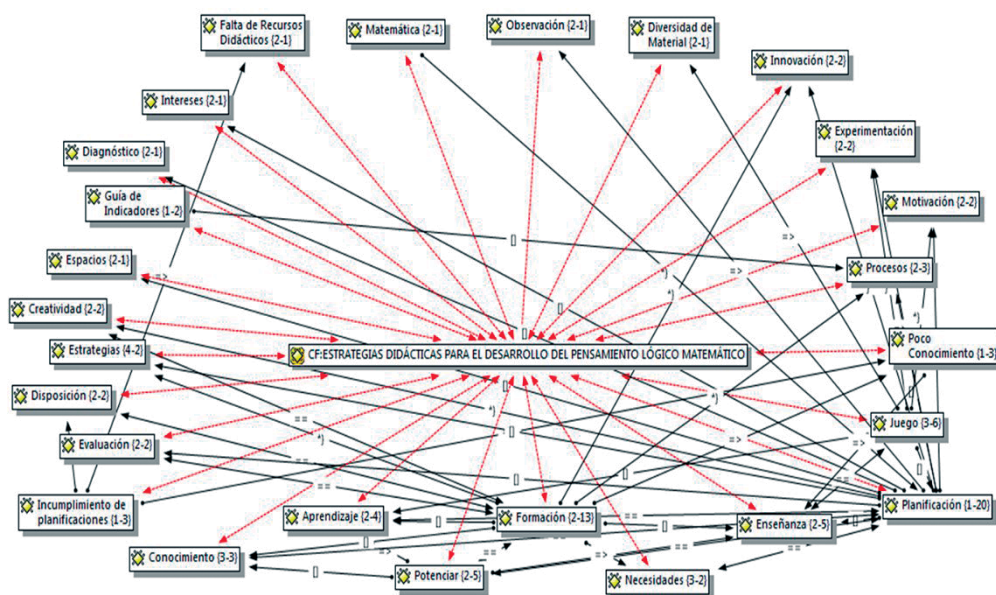 Falta de Recursos
Didácticos {2-1}
Matemática {2-1}
Observación {2-1}
Diversidad de
Material {2-1}
Innovación {2-2}
Intereses {2-1}
Experimentación
{2-2}
Diagnóstico {2-1}
Guía de
Indicadores {1-2}
Motivación {2-2}
[]
Espacios {2-1}
=>
*}
=>
Procesos {2-3}
Creatividad {2-2}
[]
*}
*}
[]
Estrategias {4-2}
CF:ESTRATEGIAS DIDÁCTICAS PARA EL DESARROLLO DEL PENSAMIENTO LÓGICO MATEMÁTICO
Poco
Conocimiento {1-3}
Disposición {2-2}
[]
*}
*}
==
*}
[]
Juego {3-6}
Evaluación {2-2}
==
==
[]
[]
Incumplimiento de
planificaciones {1-3}
Aprendizaje {2-4}
[]
Formación {2-13}
==
[]
Enseñanza {2-5}
[]
Planificación {1-20}
Conocimiento {3-3}
=>
=>
==
[]
Potenciar {2-5}
Necesidades {3-2}